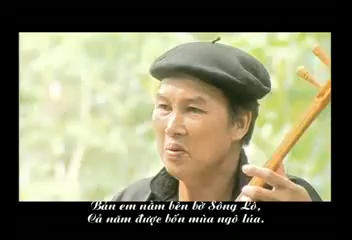 Bản em nằm bên bờ Sông Lô,
Cả năm được bốn mùa ngô lúa.